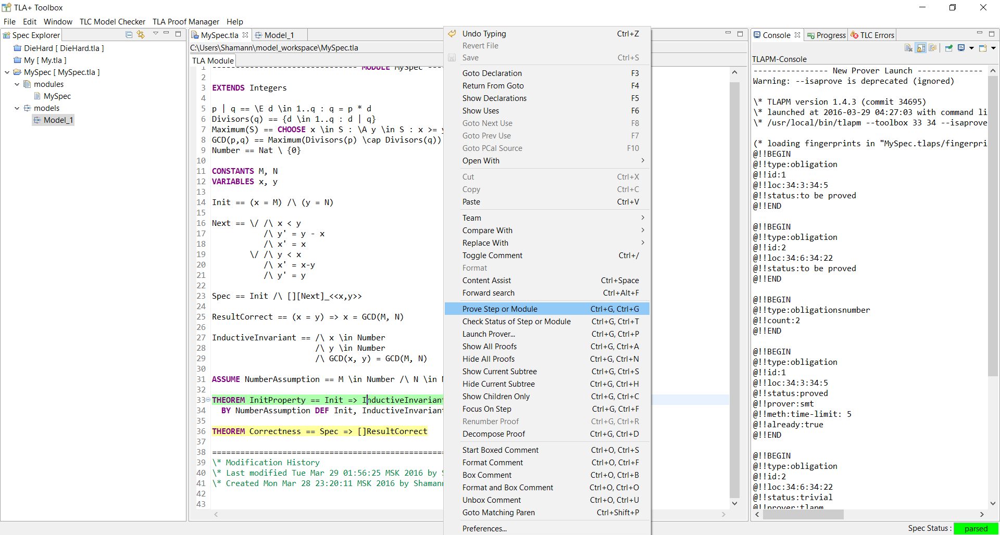 TLA+ Toolbox
File Edit Window TLC Model Checker TLA Proof Manager Help
Spec Explorer
DieHard [ DieHard.tla ]
My [ My.tla ]
MySpec [ MySpec.tla ]
modules
MySpec
models
Model_1
MySpec.tla
Model_1
C:\Users\Shamann\model_workspace\MySpec.tla
TLA Module
1 ------------------------------- MODULE MySpec ---
2
3 EXTENDS Integers
4
5 p | q == \E d \in 1..q : q = p * d
6 Divisors(q) == {d \in 1..q : d | q}
7 Maximum(S) == CHOOSE x \in S : \A y \in S : x >= y
8 GCD(p,q) == Maximum(Divisors(p) \cap Divisors(q))
9 Number == Nat \ {0}
10
11 CONSTANTS M, N
12 VARIABLES x, y
13
14 Init == (x = M) /\ (y = N)
15
16 Next == \/ /\ x < y
17 /\ y' = y - x
18 /\ x' = x
19 \/ /\ y < x
20 /\ x' = x-y
21 /\ y' = y
22
23 Spec == Init /\ [][Next]_<<x,y>>
24
25 ResultCorrect == (x = y) => x = GCD(M, N)
26
27 InductiveInvariant == /\ x \in Number
28 /\ y \in Number
29 /\ GCD(x, y) = GCD(M, N)
30
31 ASSUME NumberAssumption == M \in Number /\ N \in
32
33 THEOREM InitProperty == Init => InductiveInvariant
34 BY NumberAssumption DEF Init, InductiveInvariant
35
36 THEOREM Correctness == Spec => []ResultCorrect
37
38 ==================================================
39 \* Modification History
40 \* Last modified Tue Mar 29 01:56:25 MSK 2016 by
41 \* Created Mon Mar 28 23:20:11 MSK 2016 by Shamann
42
43
Undo Typing Ctrl+Z
Revert File
Save Ctrl+S
Goto Declaration F3
Return From Goto F4
Show Declarations F5
Show Uses F6
Goto Next Use F8
Goto Prev Use F7
Goto PCal Source F10
Open With
Cut Ctrl+X
Copy Ctrl+C
Paste Ctrl+V
Team
Compare With
Replace With
Toggle Comment Ctrl+/
Format
Content Assist Ctrl+Space
Forward search Ctrl+Alt+F
Prove Step or Module Ctrl+G, Ctrl+G
Check Status of Step or Module Ctrl+G, Ctrl+T
Launch Prover... Ctrl+G, Ctrl+P
Show All Proofs Ctrl+G, Ctrl+A
Hide All Proofs Ctrl+G, Ctrl+N
Show Current Subtree Ctrl+G, Ctrl+S
Hide Current Subtree Ctrl+G, Ctrl+H
Show Children Only Ctrl+G, Ctrl+C
Focus On Step Ctrl+G, Ctrl+F
Renumber Proof Ctrl+G, Ctrl+R
Decompose Proof Ctrl+G, Ctrl+D
Start Boxed Comment Ctrl+O, Ctrl+S
Format Comment Ctrl+O, Ctrl+F
Box Comment Ctrl+O, Ctrl+B
Format and Box Comment Ctrl+O, Ctrl+O
Unbox Comment Ctrl+O, Ctrl+U
Goto Matching Paren Ctrl+Shift+P
Preferences...
Console Progress TLC Errors
TLAPM-Console
---------------- New Prover Launch --------------
Warning: --isaprove is deprecated (ignored)
\* TLAPM version 1.4.3 (commit 34695)
\* launched at 2016-03-29 04:27:03 with command li
\* /usr/local/bin/tlapm --toolbox 33 34 --isaprove
(* loading fingerprints in "MySpec.tlaps/fingerpri
@!!BEGIN
@!!type:obligation
@!!id:1
@!!loc:34:3:34:5
@!!status:to be proved
@!!END
@!!BEGIN
@!!type:obligation
@!!id:2
@!!loc:34:6:34:22
@!!status:to be proved
@!!END
@!!BEGIN
@!!type:obligationsnumber
@!!count:2
@!!END
@!!BEGIN
@!!type:obligation
@!!id:1
@!!loc:34:3:34:5
@!!status:proved
@!!prover:smt
@!!meth:time-limit: 5
@!!already:true
@!!END
@!!BEGIN
@!!type:obligation
@!!id:2
@!!loc:34:6:34:22
@!!status:trivial
@!!prover:tlapm
Spec Status : parsed